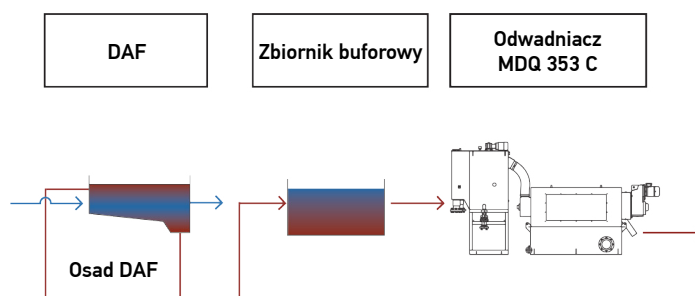 DAF
Zbiornik buforowy
Odwadniacz
MDQ 353 C
Osad DAF